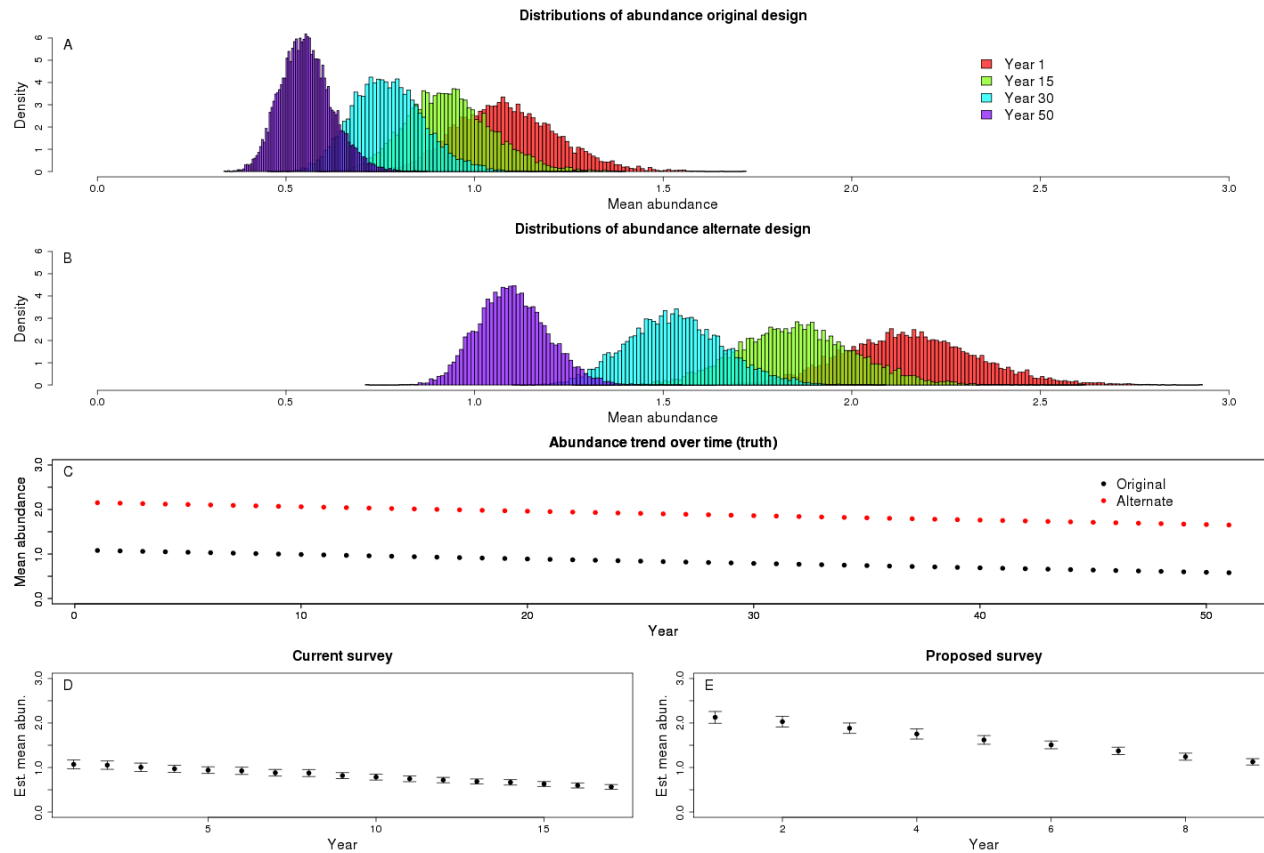 Distributions of abundance original design
A
Density
0 1 2 3 4 5 6
Year 1
Year 15
Year 30
Year 50
0.0 0.5 1.0 1.5 2.0 2.5 3.0
Mean abundance
Distributions of abundance alternate design
B
Density
0 1 2 3 4 5 6
0.0 0.5 1.0 1.5 2.0 2.5 3.0
Mean abundance
Abundance trend over time (truth)
C
Mean abundance
0.0 1.0 2.0 3.0
Original
Alternate
0 10 20 30 40 50
Year
Current survey
D
Est. mean abun.
0.0 1.0 2.0 3.0
5 10 15
Year
Proposed survey
E
Est. mean abun.
0.0 1.0 2.0 3.0
2 4 6 8
Year